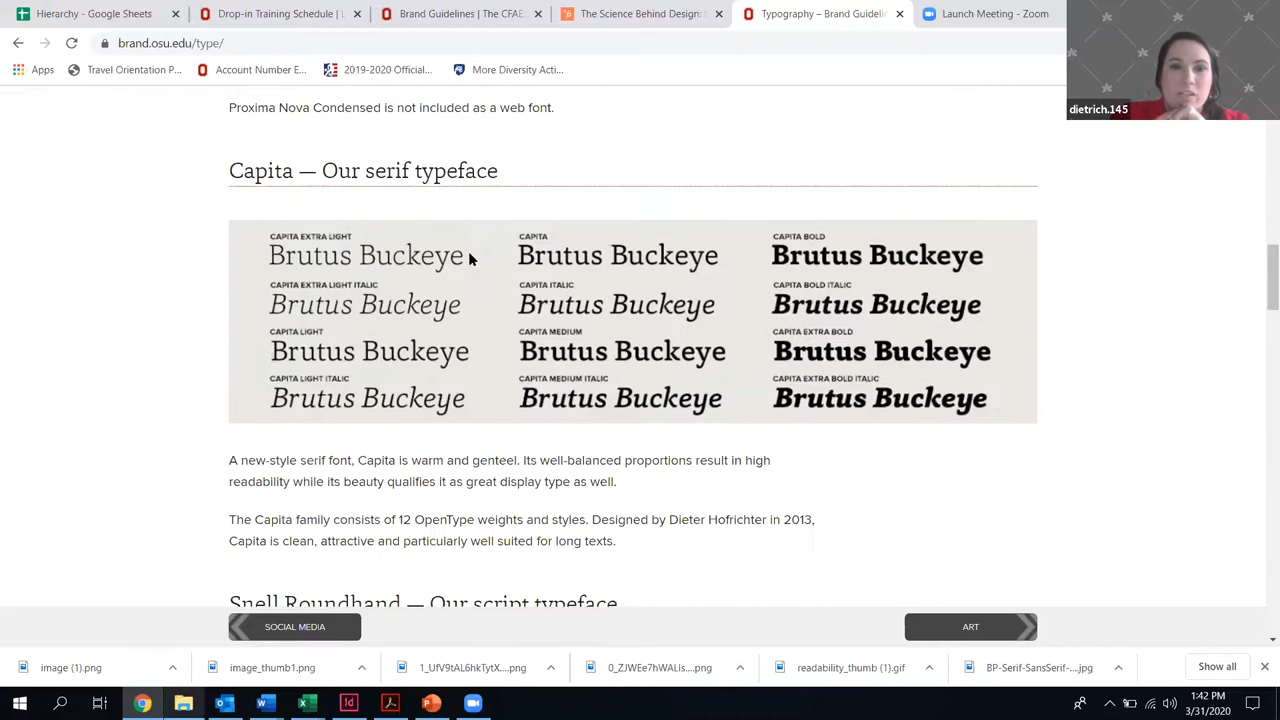 Hierarchy - Google Sheets
Drop-in Training Schedule | L
Brand Guidelines | The CFAES
The Science Behind Design: t
Typography – Brand Guidelin
Launch Meeting - Zoom
brand.osu.edu/type/
Apps
Travel Orientation P...
Account Number E...
2019-2020 Official...
More Diversity Acti...
dietrich.145
Proxima Nova Condensed is not included as a web font.
Capita — Our serif typeface
CAPITA EXTRA LIGHT
Brutus Buckeye
CAPITA EXTRA LIGHT ITALIC
Brutus Buckeye
CAPITA LIGHT
Brutus Buckeye
CAPITA LIGHT ITALIC
Brutus Buckeye
CAPITA
Brutus Buckeye
CAPITA ITALIC
Brutus Buckeye
CAPITA MEDIUM
Brutus Buckeye
CAPITA MEDIUM ITALIC
Brutus Buckeye
CAPITA BOLD
Brutus Buckeye
CAPITA BOLD ITALIC
Brutus Buckeye
CAPITA EXTRA BOLD
Brutus Buckeye
CAPITA EXTRA BOLD ITALIC
Brutus Buckeye
A new-style serif font, Capita is warm and genteel. Its well-balanced proportions result in high
readability while its beauty qualifies it as great display type as well.
The Capita family consists of 12 OpenType weights and styles. Designed by Dieter Hofrichter in 2013,
Capita is clean, attractive and particularly well suited for long texts.
Snell Roundhand — Our script typeface
SOCIAL MEDIA
ART
image (1).png
image_thumb1.png
1_UfV9tAL6hkTytX....png
0_ZJWEe7hWALIs....png
readability_thumb (1).gif
BP-Serif-SansSerif-....jpg
Show all
1:42 PM
3/31/2020